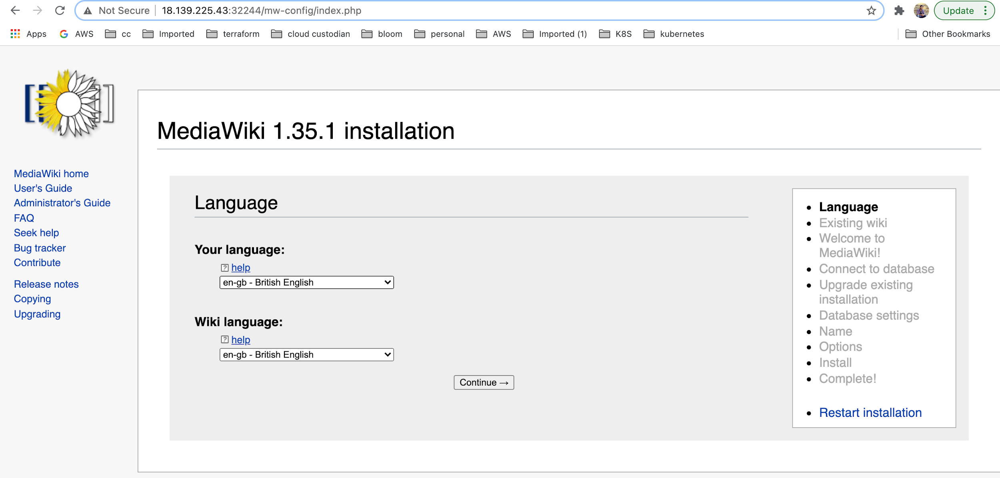 Not Secure 18.139.225.43:32244/mw-config/index.php Update
Apps AWS cc Imported terraform cloud custodian bloom personal AWS Imported (1) K8S kubernetes Other Bookmarks
MediaWiki home
User's Guide
Administrator's Guide
FAQ
Seek help
Bug tracker
Contribute
Release notes
Copying
Upgrading
MediaWiki 1.35.1 installation
Language
Your language:
? help
en-gb - British English
Wiki language:
? help
en-gb - British English
Continue →
Language
Existing wiki
Welcome to
MediaWiki!
Connect to database
Upgrade existing
installation
Database settings
Name
Options
Install
Complete!
Restart installation